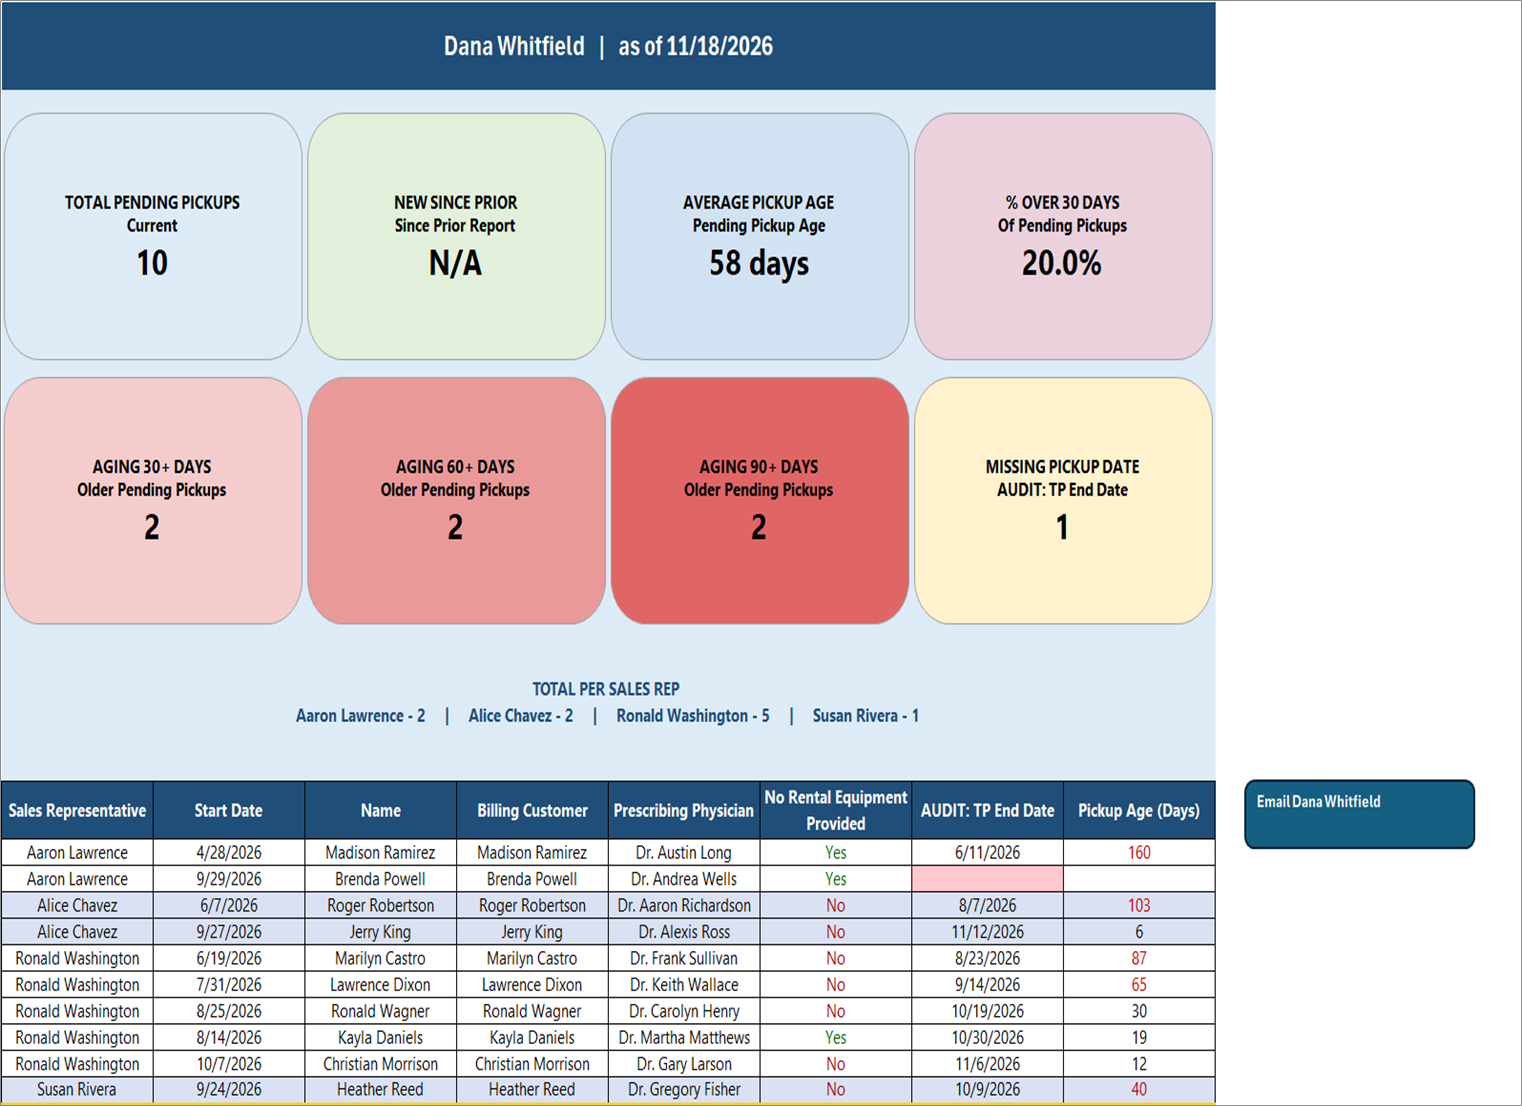 Dana Whitfield | as of 11/18/2026
TOTAL PENDING PICKUPS
Current
10
NEW SINCE PRIOR
Since Prior Report
N/A
AVERAGE PICKUP AGE
Pending Pickup Age
58 days
% OVER 30 DAYS
Of Pending Pickups
20.0%
AGING 30+ DAYS
Older Pending Pickups
2
AGING 60+ DAYS
Older Pending Pickups
2
AGING 90+ DAYS
Older Pending Pickups
2
MISSING PICKUP DATE
AUDIT: TP End Date
1
TOTAL PER SALES REP
Aaron Lawrence - 2 | Alice Chavez - 2 | Ronald Washington - 5 | Susan Rivera - 1
Sales Representative Start Date Name Billing Customer Prescribing Physician No Rental Equipment Provided AUDIT: TP End Date Pickup Age (Days)
Email Dana Whitfield
Aaron Lawrence 4/28/2026 Madison Ramirez Madison Ramirez Dr. Austin Long Yes 6/11/2026 160
Aaron Lawrence 9/29/2026 Brenda Powell Brenda Powell Dr. Andrea Wells Yes
Alice Chavez 6/7/2026 Roger Robertson Roger Robertson Dr. Aaron Richardson No 8/7/2026 103
Alice Chavez 9/27/2026 Jerry King Jerry King Dr. Alexis Ross No 11/12/2026 6
Ronald Washington 6/19/2026 Marilyn Castro Marilyn Castro Dr. Frank Sullivan No 8/23/2026 87
Ronald Washington 7/31/2026 Lawrence Dixon Lawrence Dixon Dr. Keith Wallace No 9/14/2026 65
Ronald Washington 8/25/2026 Ronald Wagner Ronald Wagner Dr. Carolyn Henry No 10/19/2026 30
Ronald Washington 8/14/2026 Kayla Daniels Kayla Daniels Dr. Martha Matthews Yes 10/30/2026 19
Ronald Washington 10/7/2026 Christian Morrison Christian Morrison Dr. Gary Larson No 11/6/2026 12
Susan Rivera 9/24/2026 Heather Reed Heather Reed Dr. Gregory Fisher No 10/9/2026 40